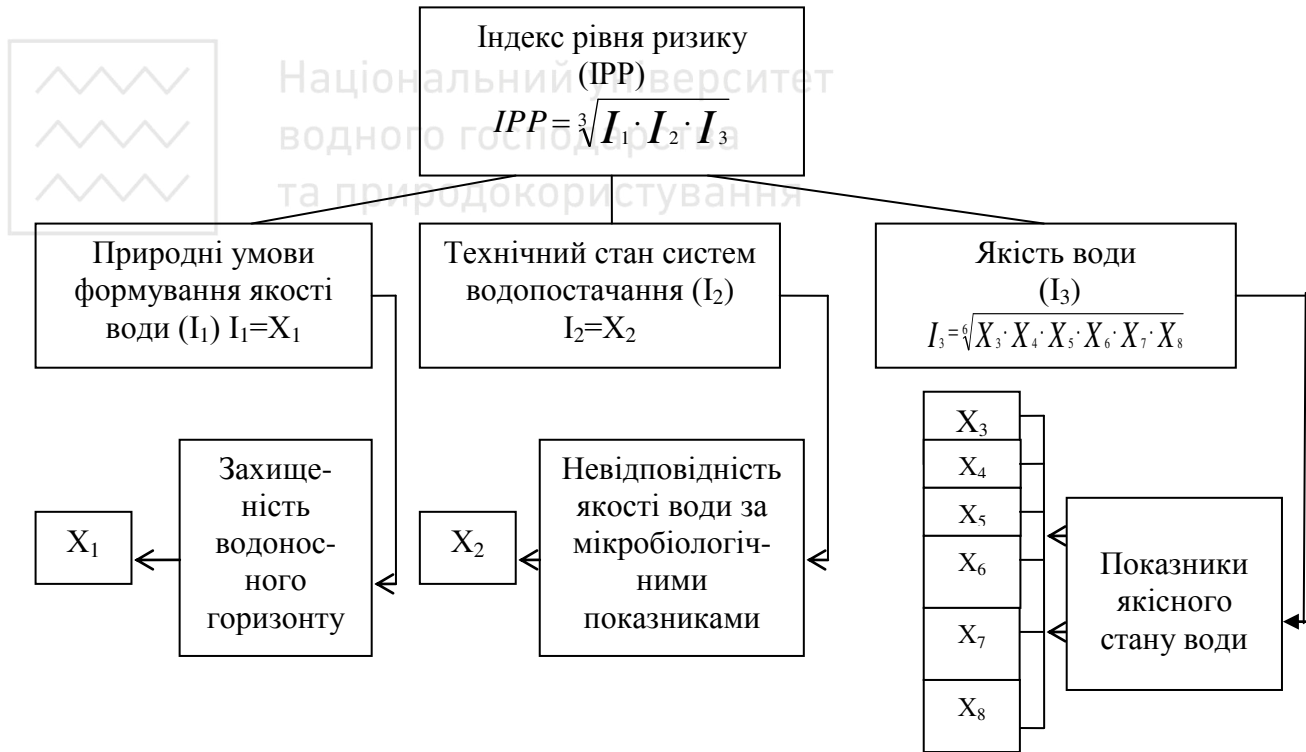 Індекс рівня ризику
(ІРР)
IPP = ∛(I₁ · I₂ · I₃)
Національний університет
водного господарства
та природокористування
Природні умови
формування якості
води (I₁) I₁=X₁
Технічний стан систем
водопостачання (I₂)
I₂=X₂
Якість води
(I₃)
I₃ = ⁶√(X₃ · X₄ · X₅ · X₆ · X₇ · X₈)
X₁
Захище-
ність
водонос-
ного
горизонту
X₂
Невідповідність
якості води за
мікробіологіч-
ними
показниками
X₃
X₄
X₅
X₆
X₇
X₈
Показники
якісного
стану води